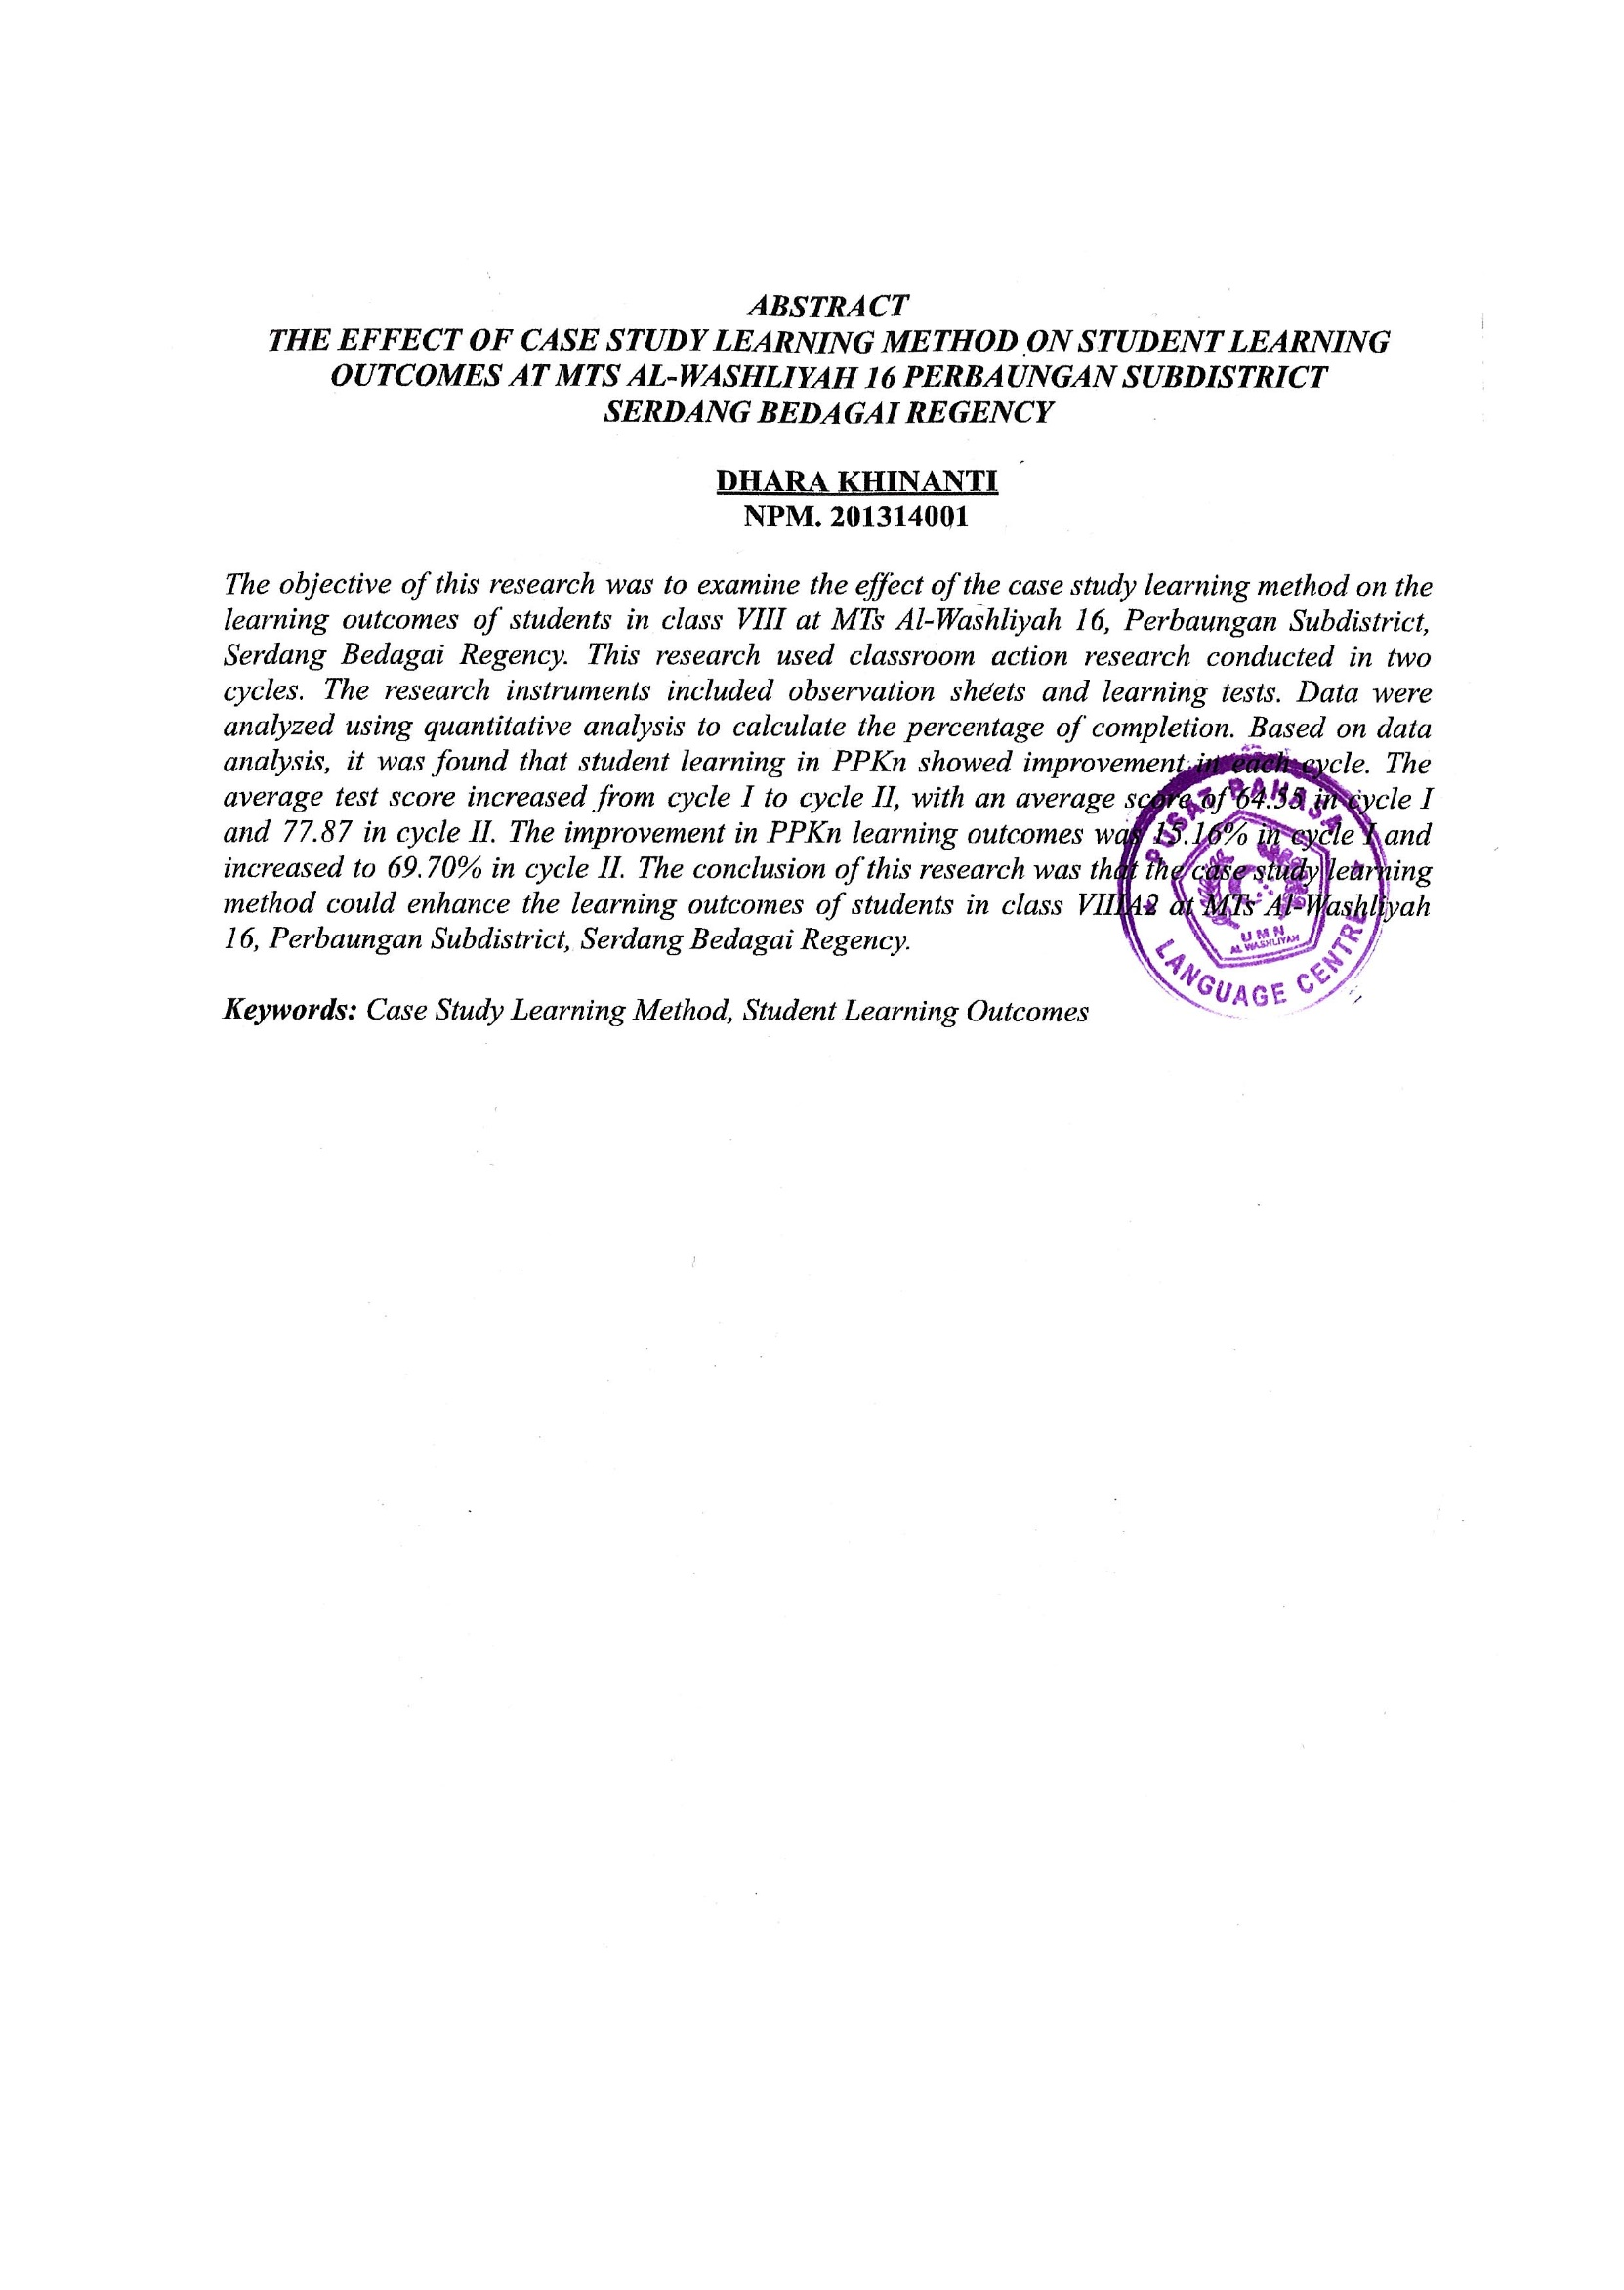 ABSTRACT
THE EFFECT OF CASE STUDY LEARNING METHOD ON STUDENT LEARNING
OUTCOMES AT MTS AL-WASHLIYAH 16 PERBAUNGAN SUBDISTRICT
SERDANG BEDAGAI REGENCY
DHARA KHINANTI
NPM. 201314001
The objective of this research was to examine the effect of the case study learning method on the
learning outcomes of students in class VIII at MTs Al-Washliyah 16, Perbaungan Subdistrict,
Serdang Bedagai Regency. This research used classroom action research conducted in two
cycles. The research instruments included observation sheets and learning tests. Data were
analyzed using quantitative analysis to calculate the percentage of completion. Based on data
analysis, it was found that student learning in PPKn showed improvement in each cycle. The
average test score increased from cycle I to cycle II, with an average score of 64.55 in cycle I
and 77.87 in cycle II. The improvement in PPKn learning outcomes was 15.16% in cycle I and
increased to 69.70% in cycle II. The conclusion of this research was that the case study learning
method could enhance the learning outcomes of students in class VIIIA2 at MTs Al-Washliyah
16, Perbaungan Subdistrict, Serdang Bedagai Regency.
Keywords: Case Study Learning Method, Student Learning Outcomes
PUSAT BAHASA
UMN
AL WASHLIYAH
LANGUAGE CENTRE